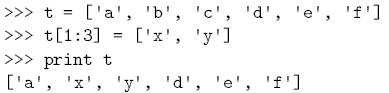 >>> t = ['a', 'b', 'c', 'd', 'e', 'f']
>>> t[1:3] = ['x', 'y']
>>> print t
['a', 'x', 'y', 'd', 'e', 'f']